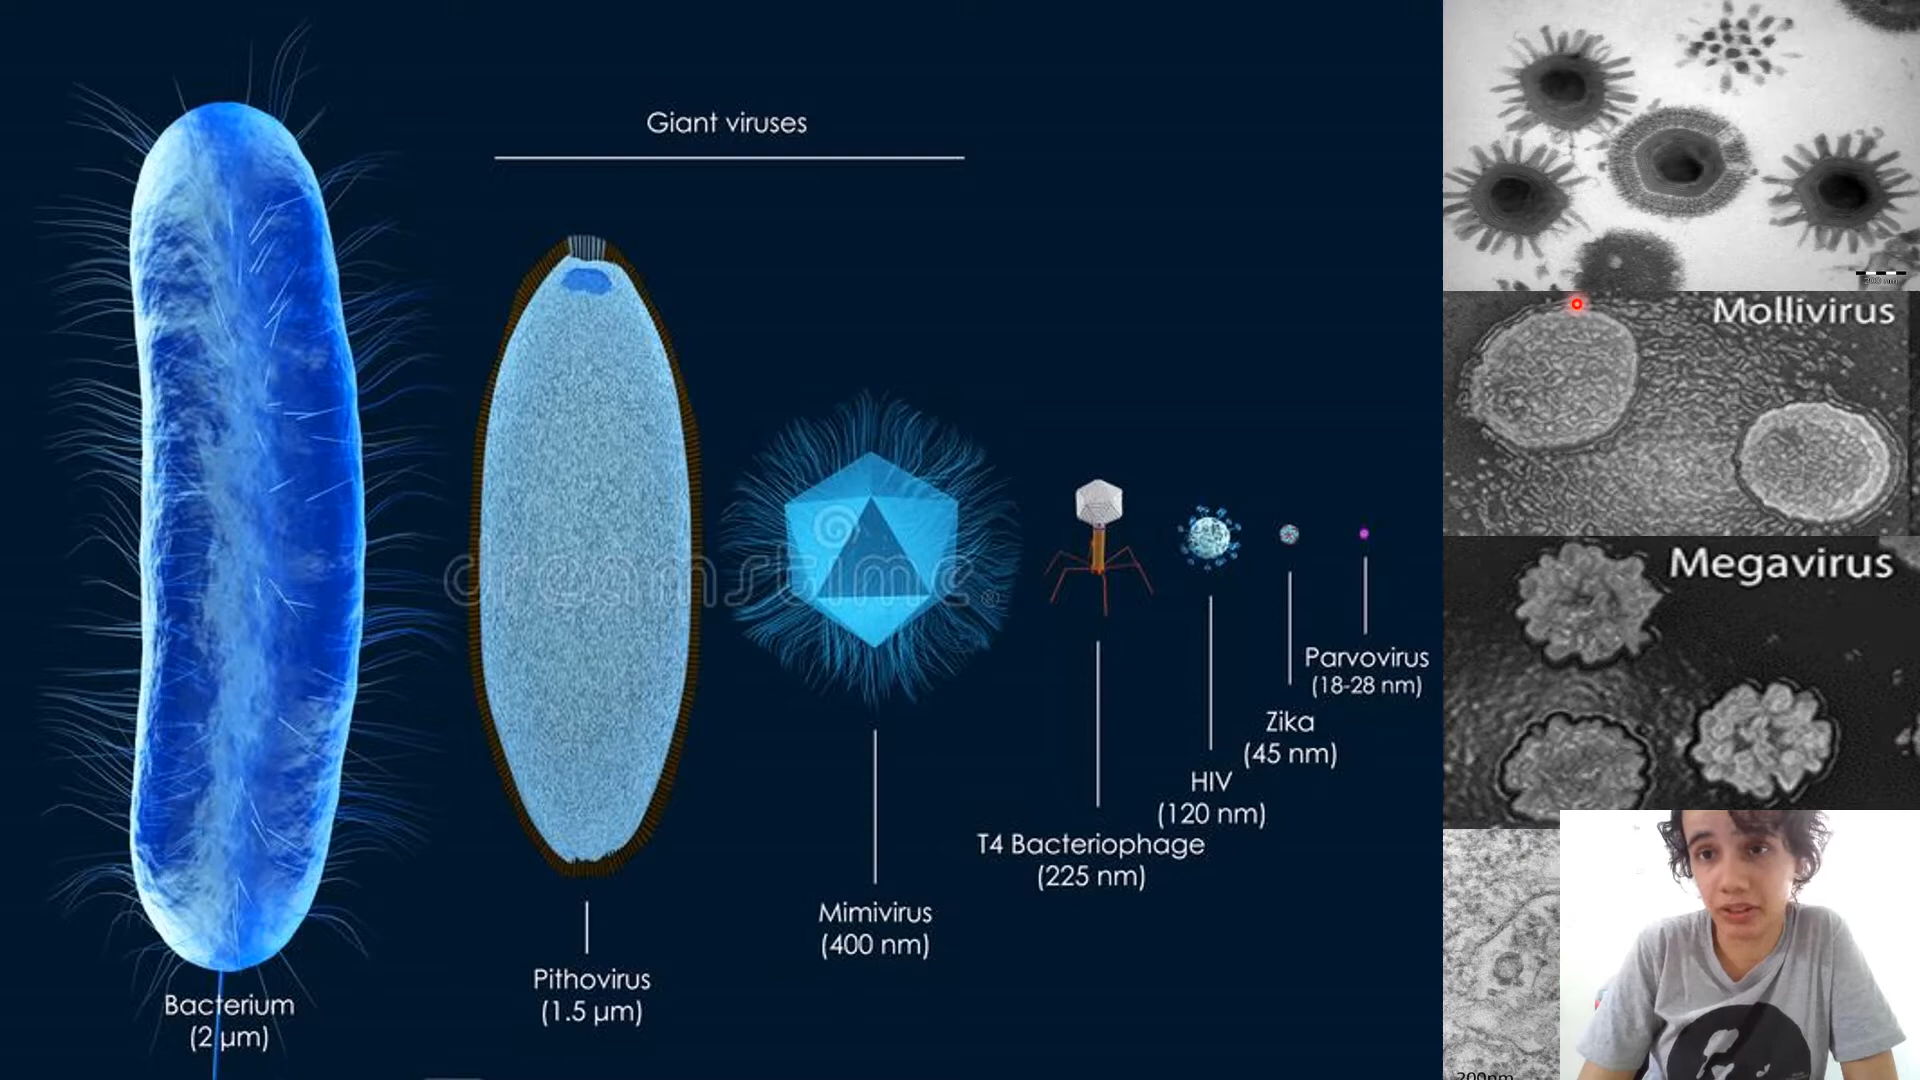 Giant viruses
Mollivirus
Megavirus
dreamstime®
Parvovirus
(18-28 nm)
Zika
(45 nm)
HIV
(120 nm)
T4 Bacteriophage
(225 nm)
Mimivirus
(400 nm)
Pithovirus
(1.5 µm)
Bacterium
(2 µm)
200nm